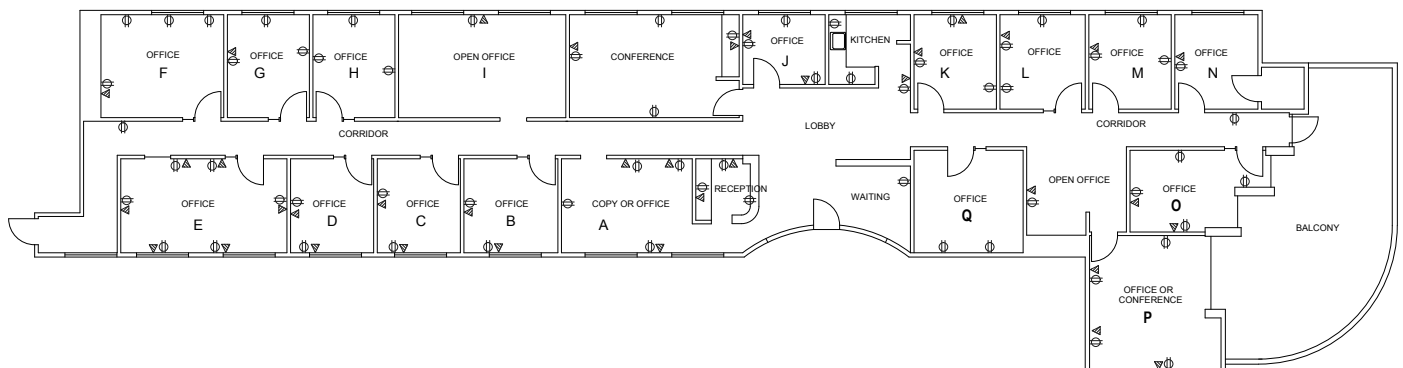 OFFICE
F
OFFICE
G
OFFICE
H
OPEN OFFICE
I
CONFERENCE
OFFICE
J
KITCHEN
OFFICE
K
OFFICE
L
OFFICE
M
OFFICE
N
CORRIDOR
LOBBY
CORRIDOR
OFFICE
E
OFFICE
D
OFFICE
C
OFFICE
B
COPY OR OFFICE
A
RECEPTION
WAITING
OFFICE
Q
OPEN OFFICE
OFFICE
O
BALCONY
OFFICE OR
CONFERENCE
P